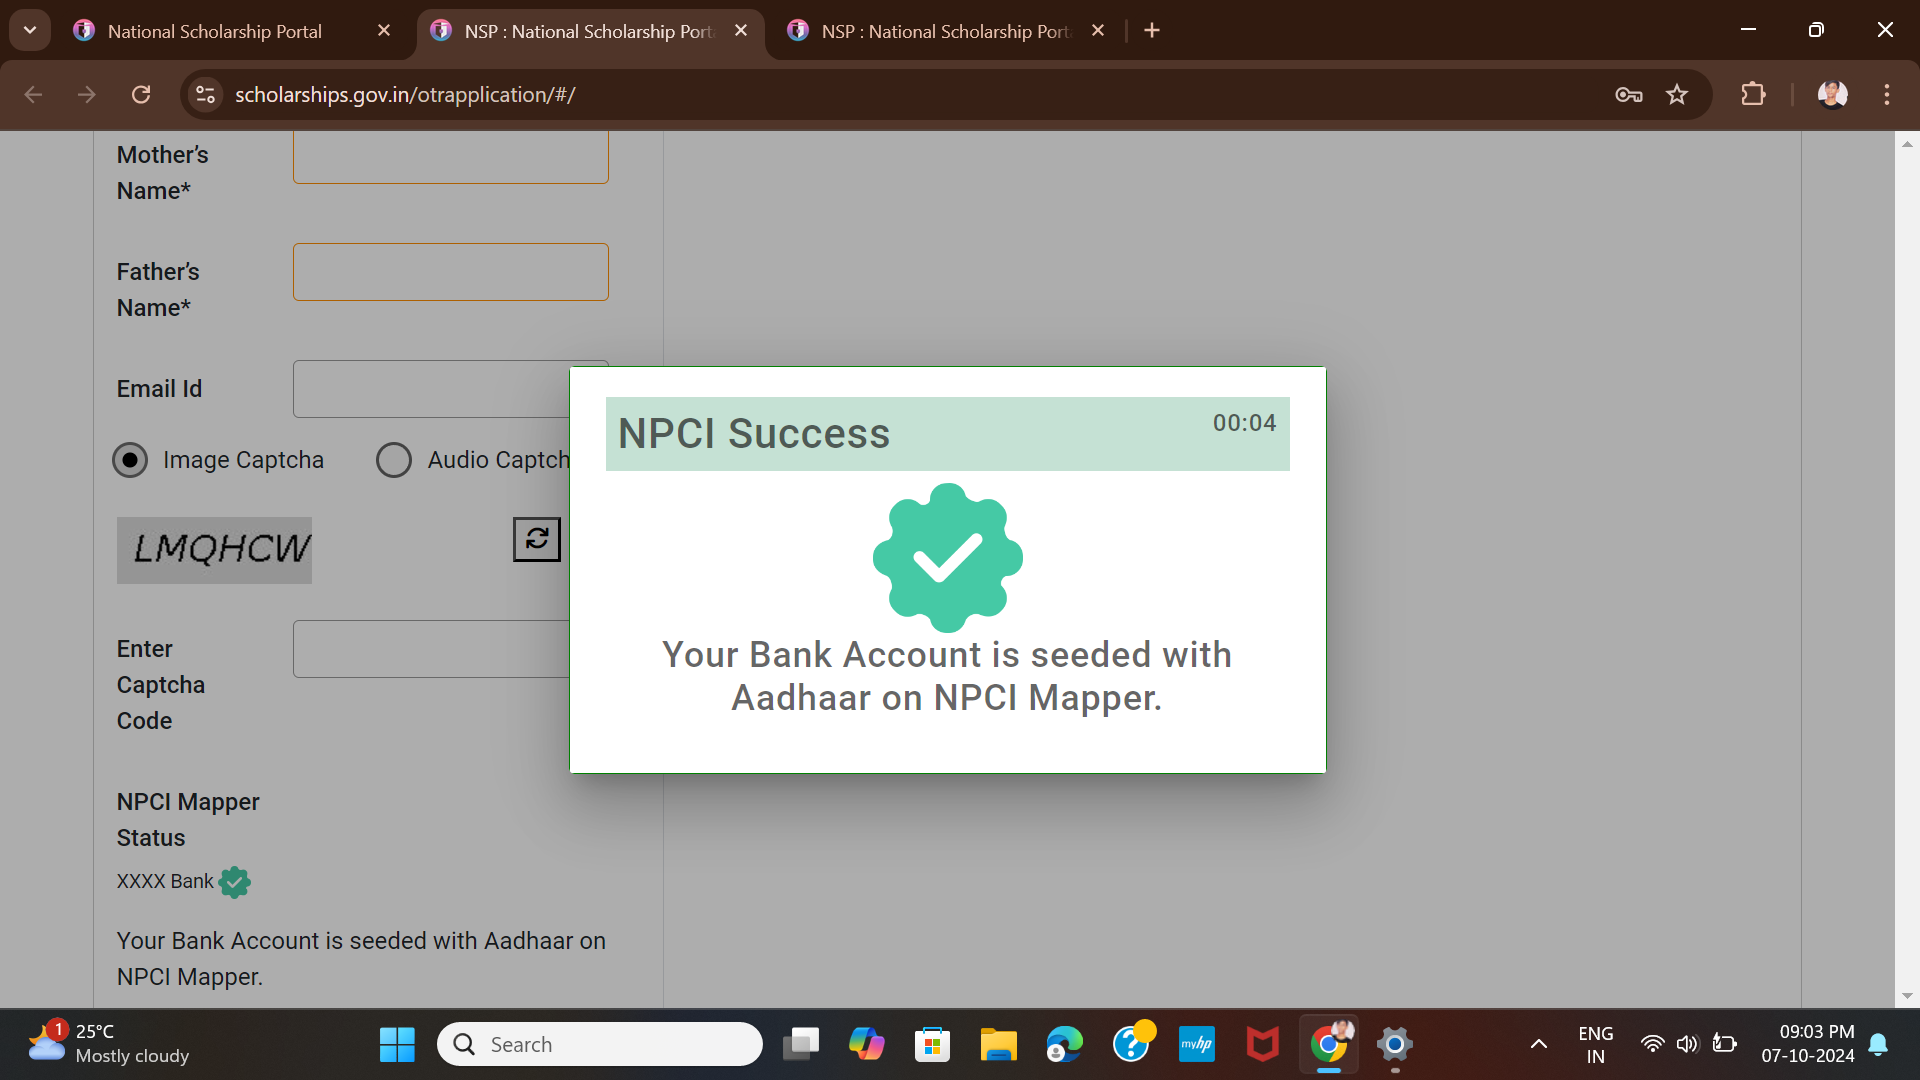 National Scholarship Portal
NSP : National Scholarship Port
NSP : National Scholarship Port
scholarships.gov.in/otrapplication/#/
Mother’s
Name*
Father’s
Name*
Email Id
Image Captcha
Audio Captch
LMQHCW
Enter
Captcha
Code
NPCI Mapper
Status
XXXX Bank
Your Bank Account is seeded with Aadhaar on
NPCI Mapper.
NPCI Success
00:04
Your Bank Account is seeded with
Aadhaar on NPCI Mapper.
1
25°C
Mostly cloudy
Search
myhp
ENG
IN
09:03 PM
07-10-2024